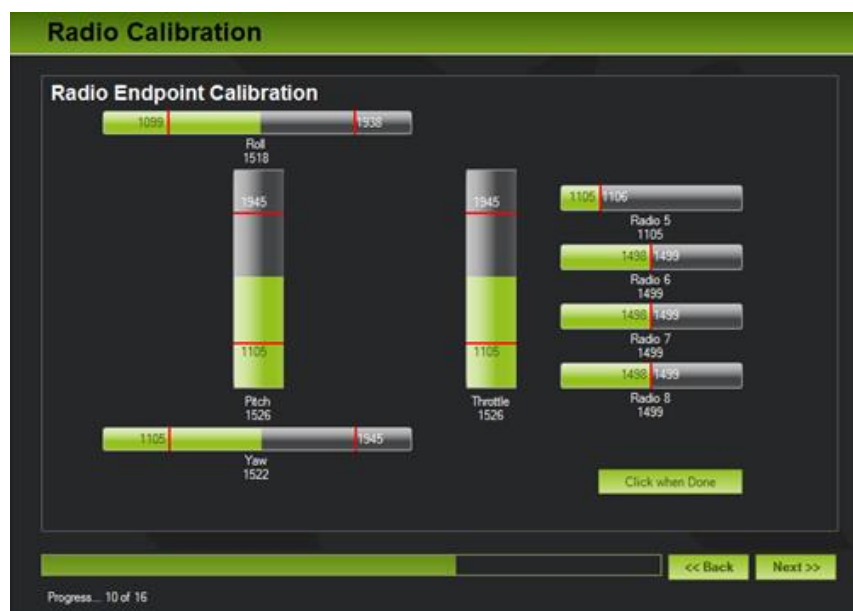 Radio Calibration
Radio Endpoint Calibration
1099 1938
Roll
1518
1945
1105
Pitch
1526
1945
1105
Throttle
1526
1105 1106
Radio 5
1105
1498 1499
Radio 6
1499
1498 1499
Radio 7
1499
1498 1499
Radio 8
1499
1105 1945
Yaw
1522
Click when Done
<< Back
Next >>
Progress... 10 of 16